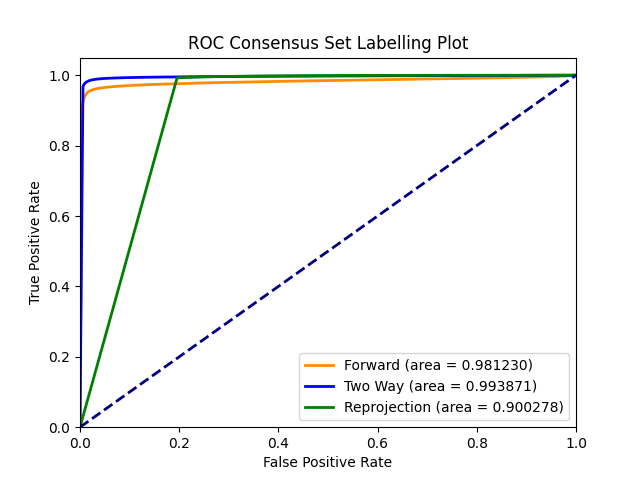 ROC Consensus Set Labelling Plot
1.0
0.8
0.6
0.4
0.2
0.0
True Positive Rate
Forward (area = 0.981230)
Two Way (area = 0.993871)
Reprojection (area = 0.900278)
0.0 0.2 0.4 0.6 0.8 1.0
False Positive Rate